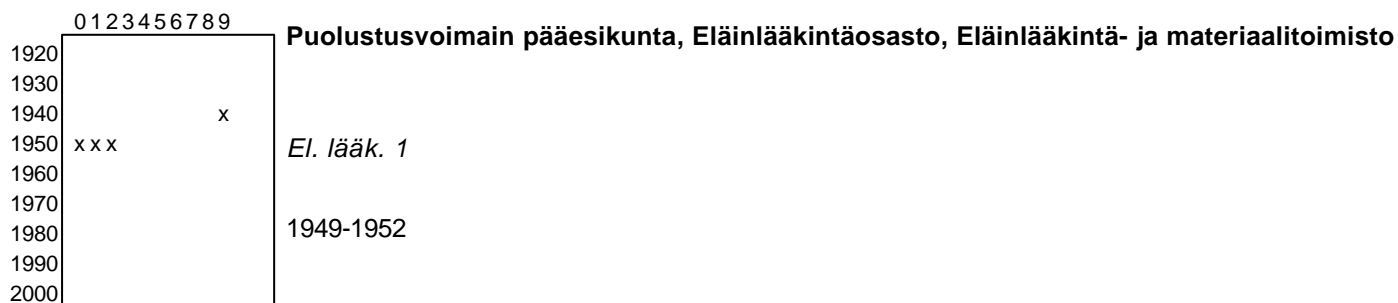 0123456789
Puolustusvoimain pääesikunta, Eläinlääkintäosasto, Eläinlääkintä- ja materiaalitoimisto
1920
1930
1940 x
1950 xxx El. lääk. 1
1960
1970
1980 1949-1952
1990
2000